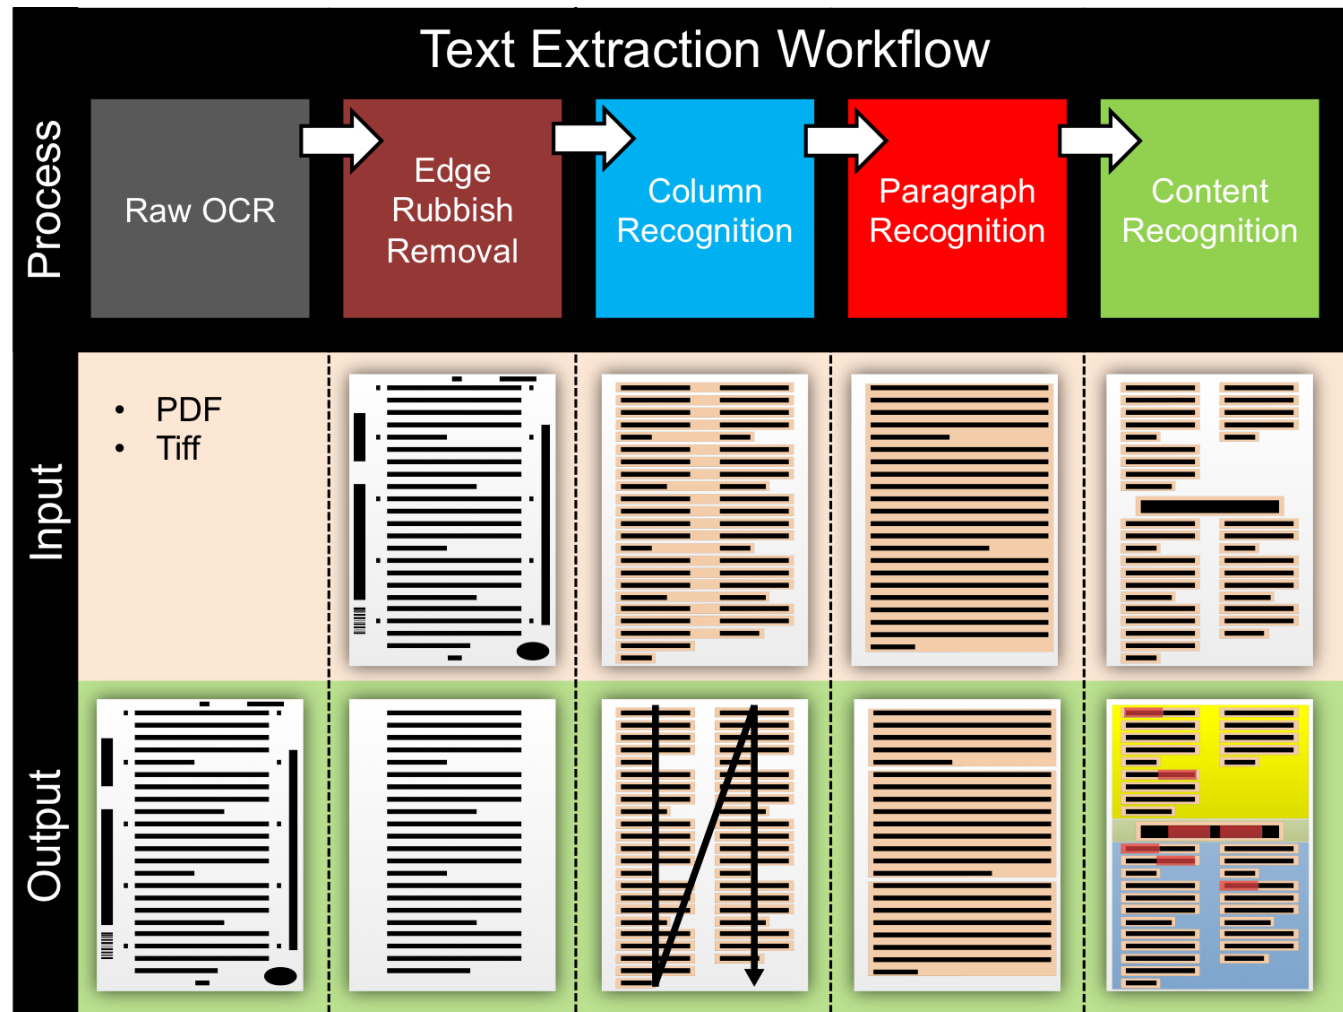 Text Extraction Workflow
Process
Raw OCR
Edge
Rubbish
Removal
Column
Recognition
Paragraph
Recognition
Content
Recognition
Input
• PDF
• Tiff
Output